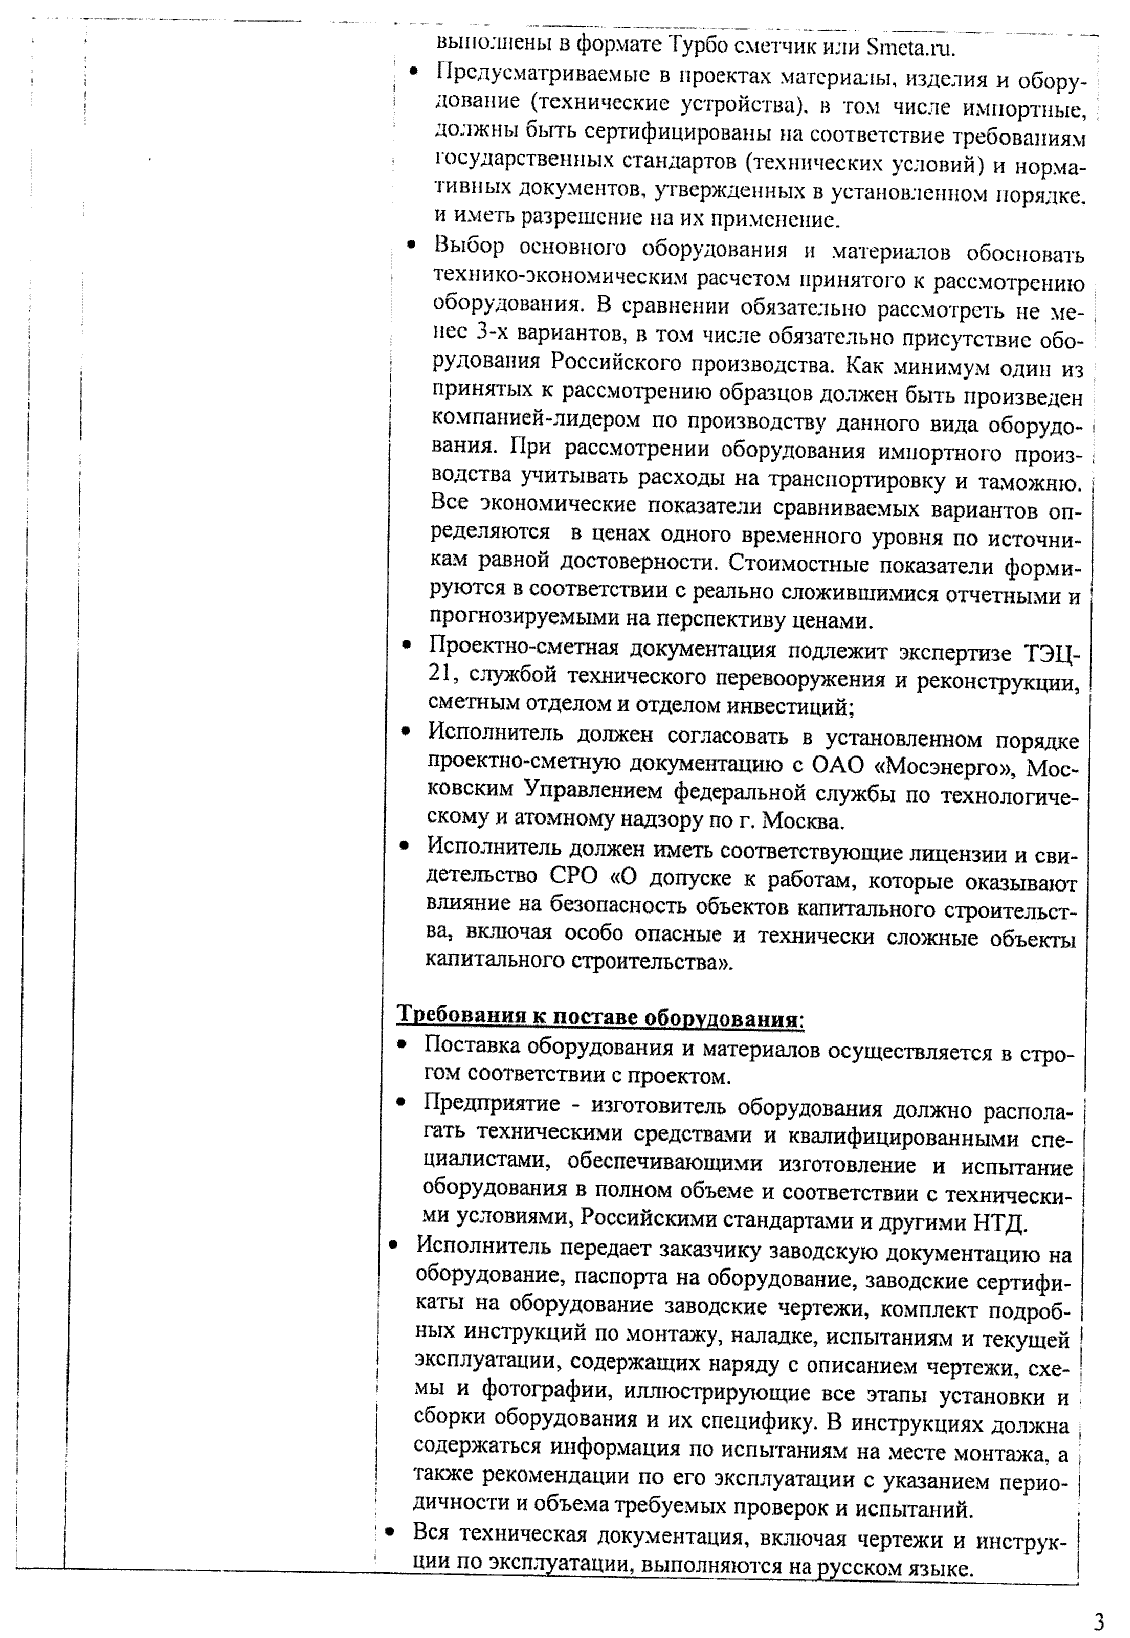 выполнены в формате Турбо сметчик или Smeta.ru.
• Предусматриваемые в проектах материалы, изделия и обору-
дование (технические устройства), в том числе импортные,
должны быть сертифицированы на соответствие требованиям
государственных стандартов (технических условий) и норма-
тивных документов, утвержденных в установленном порядке,
и иметь разрешение на их применение.
• Выбор основного оборудования и материалов обосновать
технико-экономическим расчетом принятого к рассмотрению
оборудования. В сравнении обязательно рассмотреть не ме-
нее 3-х вариантов, в том числе обязательно присутствие обо-
рудования Российского производства. Как минимум один из
принятых к рассмотрению образцов должен быть произведен
компанией-лидером по производству данного вида оборудо-
вания. При рассмотрении оборудования импортного произ-
водства учитывать расходы на транспортировку и таможню.
Все экономические показатели сравниваемых вариантов оп-
ределяются в ценах одного временного уровня по источни-
кам равной достоверности. Стоимостные показатели форми-
руются в соответствии с реально сложившимися отчетными и
прогнозируемыми на перспективу ценами.
• Проектно-сметная документация подлежит экспертизе ТЭЦ-
21, службой технического перевооружения и реконструкции,
сметным отделом и отделом инвестиций;
• Исполнитель должен согласовать в установленном порядке
проектно-сметную документацию с ОАО «Мосэнерго», Мос-
ковским Управлением федеральной службы по технологиче-
скому и атомному надзору по г. Москва.
• Исполнитель должен иметь соответствующие лицензии и сви-
детельство СРО «О допуске к работам, которые оказывают
влияние на безопасность объектов капитального строительст-
ва, включая особо опасные и технически сложные объекты
капитального строительства».
Требования к поставе оборудования:
• Поставка оборудования и материалов осуществляется в стро-
гом соответствии с проектом.
• Предприятие - изготовитель оборудования должно распола-
гать техническими средствами и квалифицированными спе-
циалистами, обеспечивающими изготовление и испытание
оборудования в полном объеме и соответствии с технически-
ми условиями, Российскими стандартами и другими НТД.
• Исполнитель передает заказчику заводскую документацию на
оборудование, паспорта на оборудование, заводские сертифи-
каты на оборудование заводские чертежи, комплект подроб-
ных инструкций по монтажу, наладке, испытаниям и текущей
эксплуатации, содержащих наряду с описанием чертежи, схе-
мы и фотографии, иллюстрирующие все этапы установки и
сборки оборудования и их специфику. В инструкциях должна
содержаться информация по испытаниям на месте монтажа, а
также рекомендации по его эксплуатации с указанием перио-
дичности и объема требуемых проверок и испытаний.
• Вся техническая документация, включая чертежи и инструк-
ции по эксплуатации, выполняются на русском языке.
3